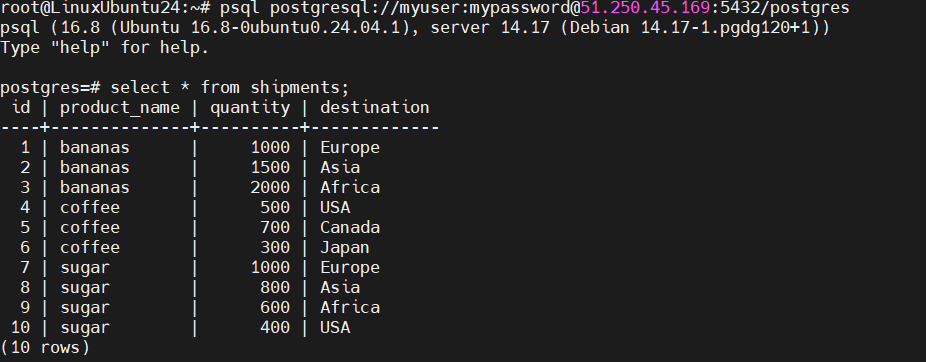 root@LinuxUbuntu24:~# psql postgresql://myuser:mypassword@51.250.45.169:5432/postgres
psql (16.8 (Ubuntu 16.8-0ubuntu0.24.04.1), server 14.17 (Debian 14.17-1.pgdg120+1))
Type "help" for help.

postgres=# select * from shipments;
 id | product_name | quantity | destination
----+--------------+----------+-------------
  1 | bananas      |     1000 | Europe
  2 | bananas      |     1500 | Asia
  3 | bananas      |     2000 | Africa
  4 | coffee       |      500 | USA
  5 | coffee       |      700 | Canada
  6 | coffee       |      300 | Japan
  7 | sugar        |     1000 | Europe
  8 | sugar        |      800 | Asia
  9 | sugar        |      600 | Africa
 10 | sugar        |      400 | USA
(10 rows)